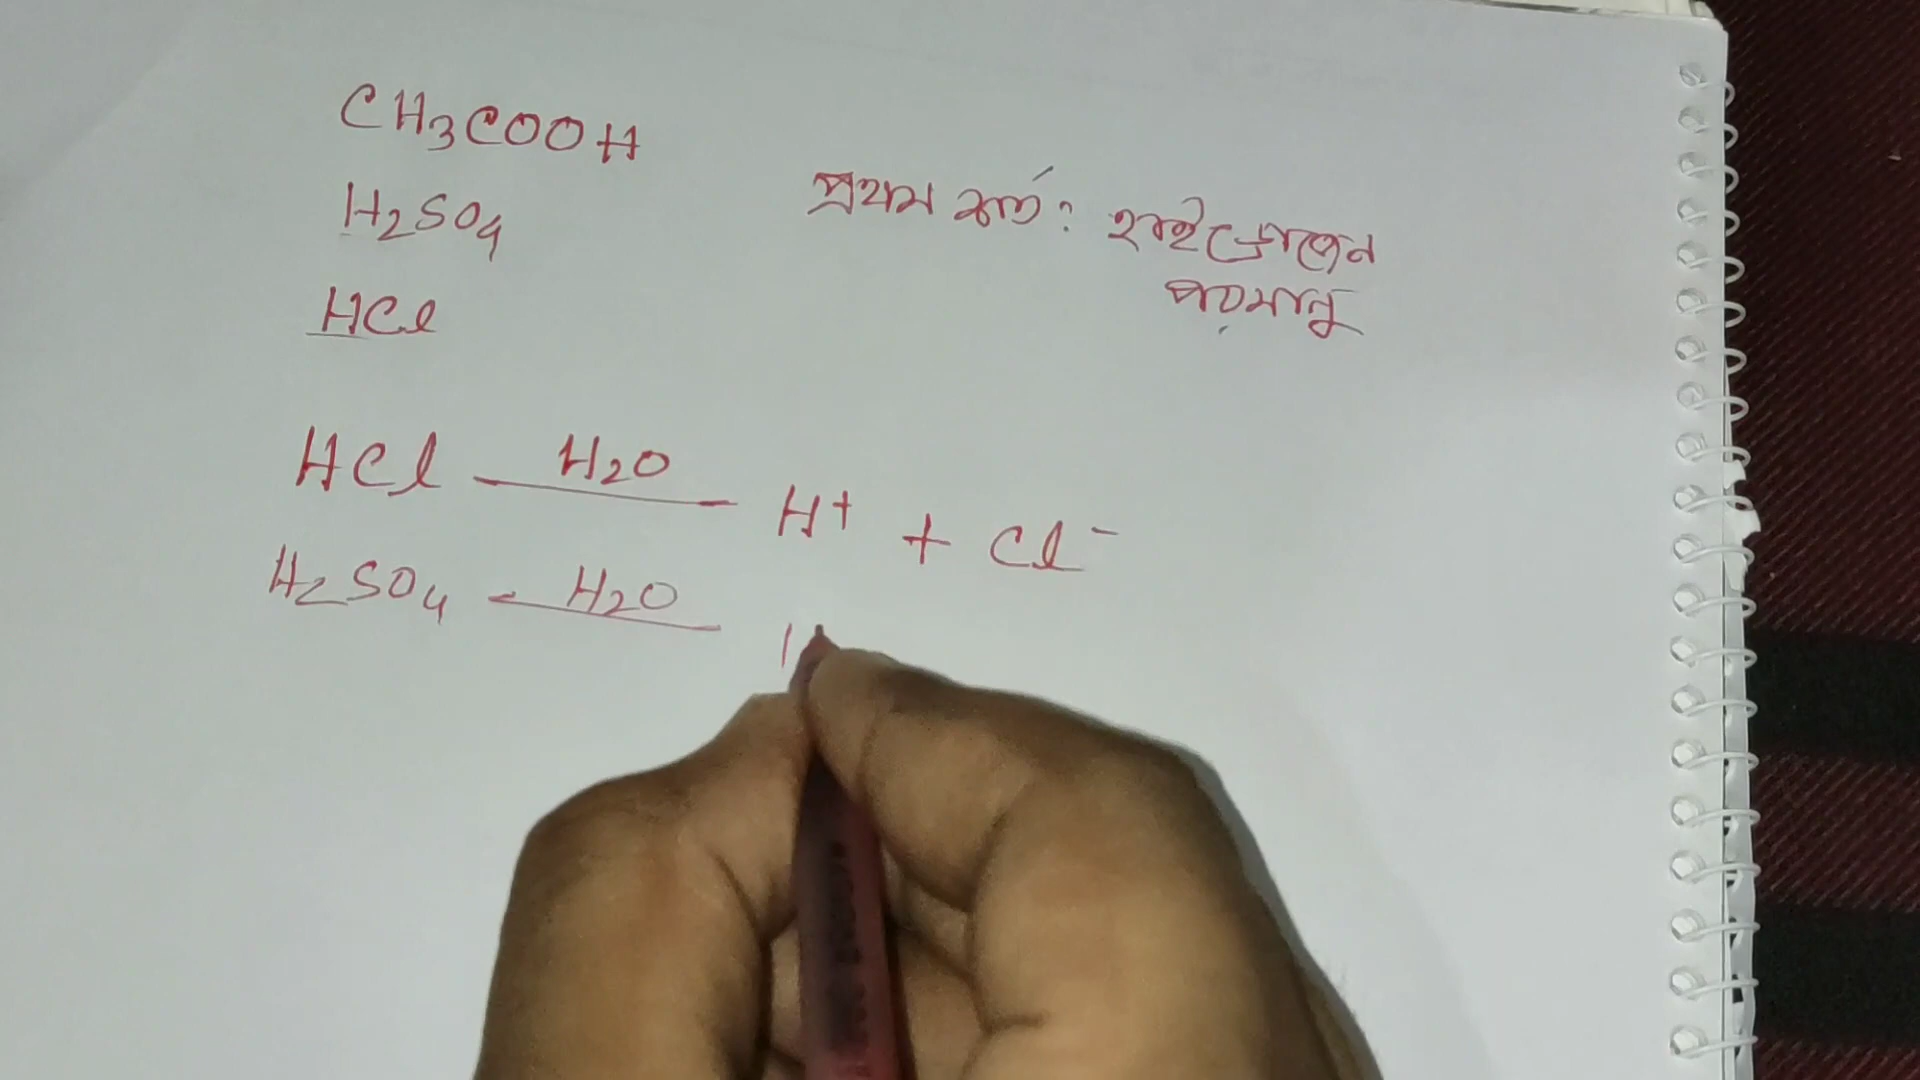 CH3COOH
H2SO4
HCl
প্রথম শর্ত: হাইড্রোজেন
পরমানু
HCl H2O H+ + Cl-
H2SO4 H2O